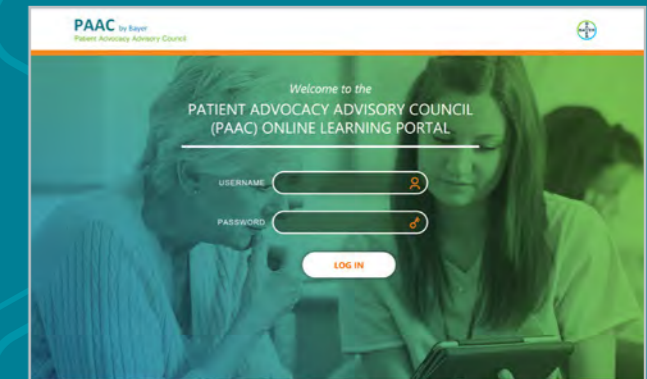 PAAC by Bayer
Patient Advocacy Advisory Council
BAYER
Welcome to the
PATIENT ADVOCACY ADVISORY COUNCIL
(PAAC) ONLINE LEARNING PORTAL
USERNAME
PASSWORD
LOG IN